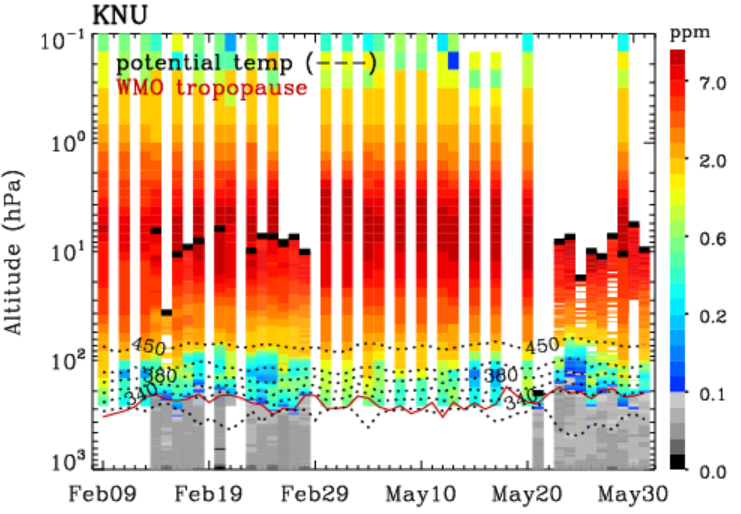 KNU
ppm
potential temp (---)
WMO tropopause
Altitude (hPa)
10⁻¹
10⁰
10¹
10²
10³
7.0
2.0
0.6
0.2
0.1
0.0
450
450
380
380
340
340
Feb09 Feb19 Feb29 May10 May20 May30